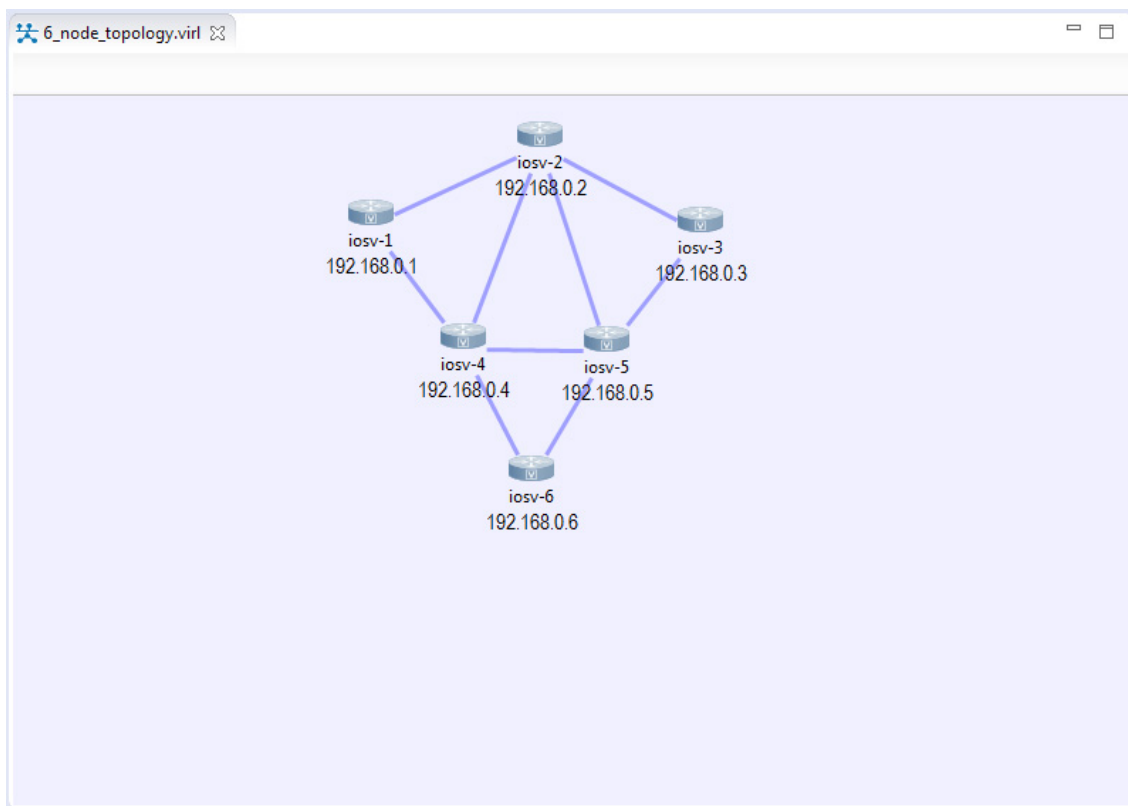 6_node_topology.virl
iosv-2
192.168.0.2
iosv-1
192.168.0.1
iosv-3
192.168.0.3
iosv-4
192.168.0.4
iosv-5
192.168.0.5
iosv-6
192.168.0.6